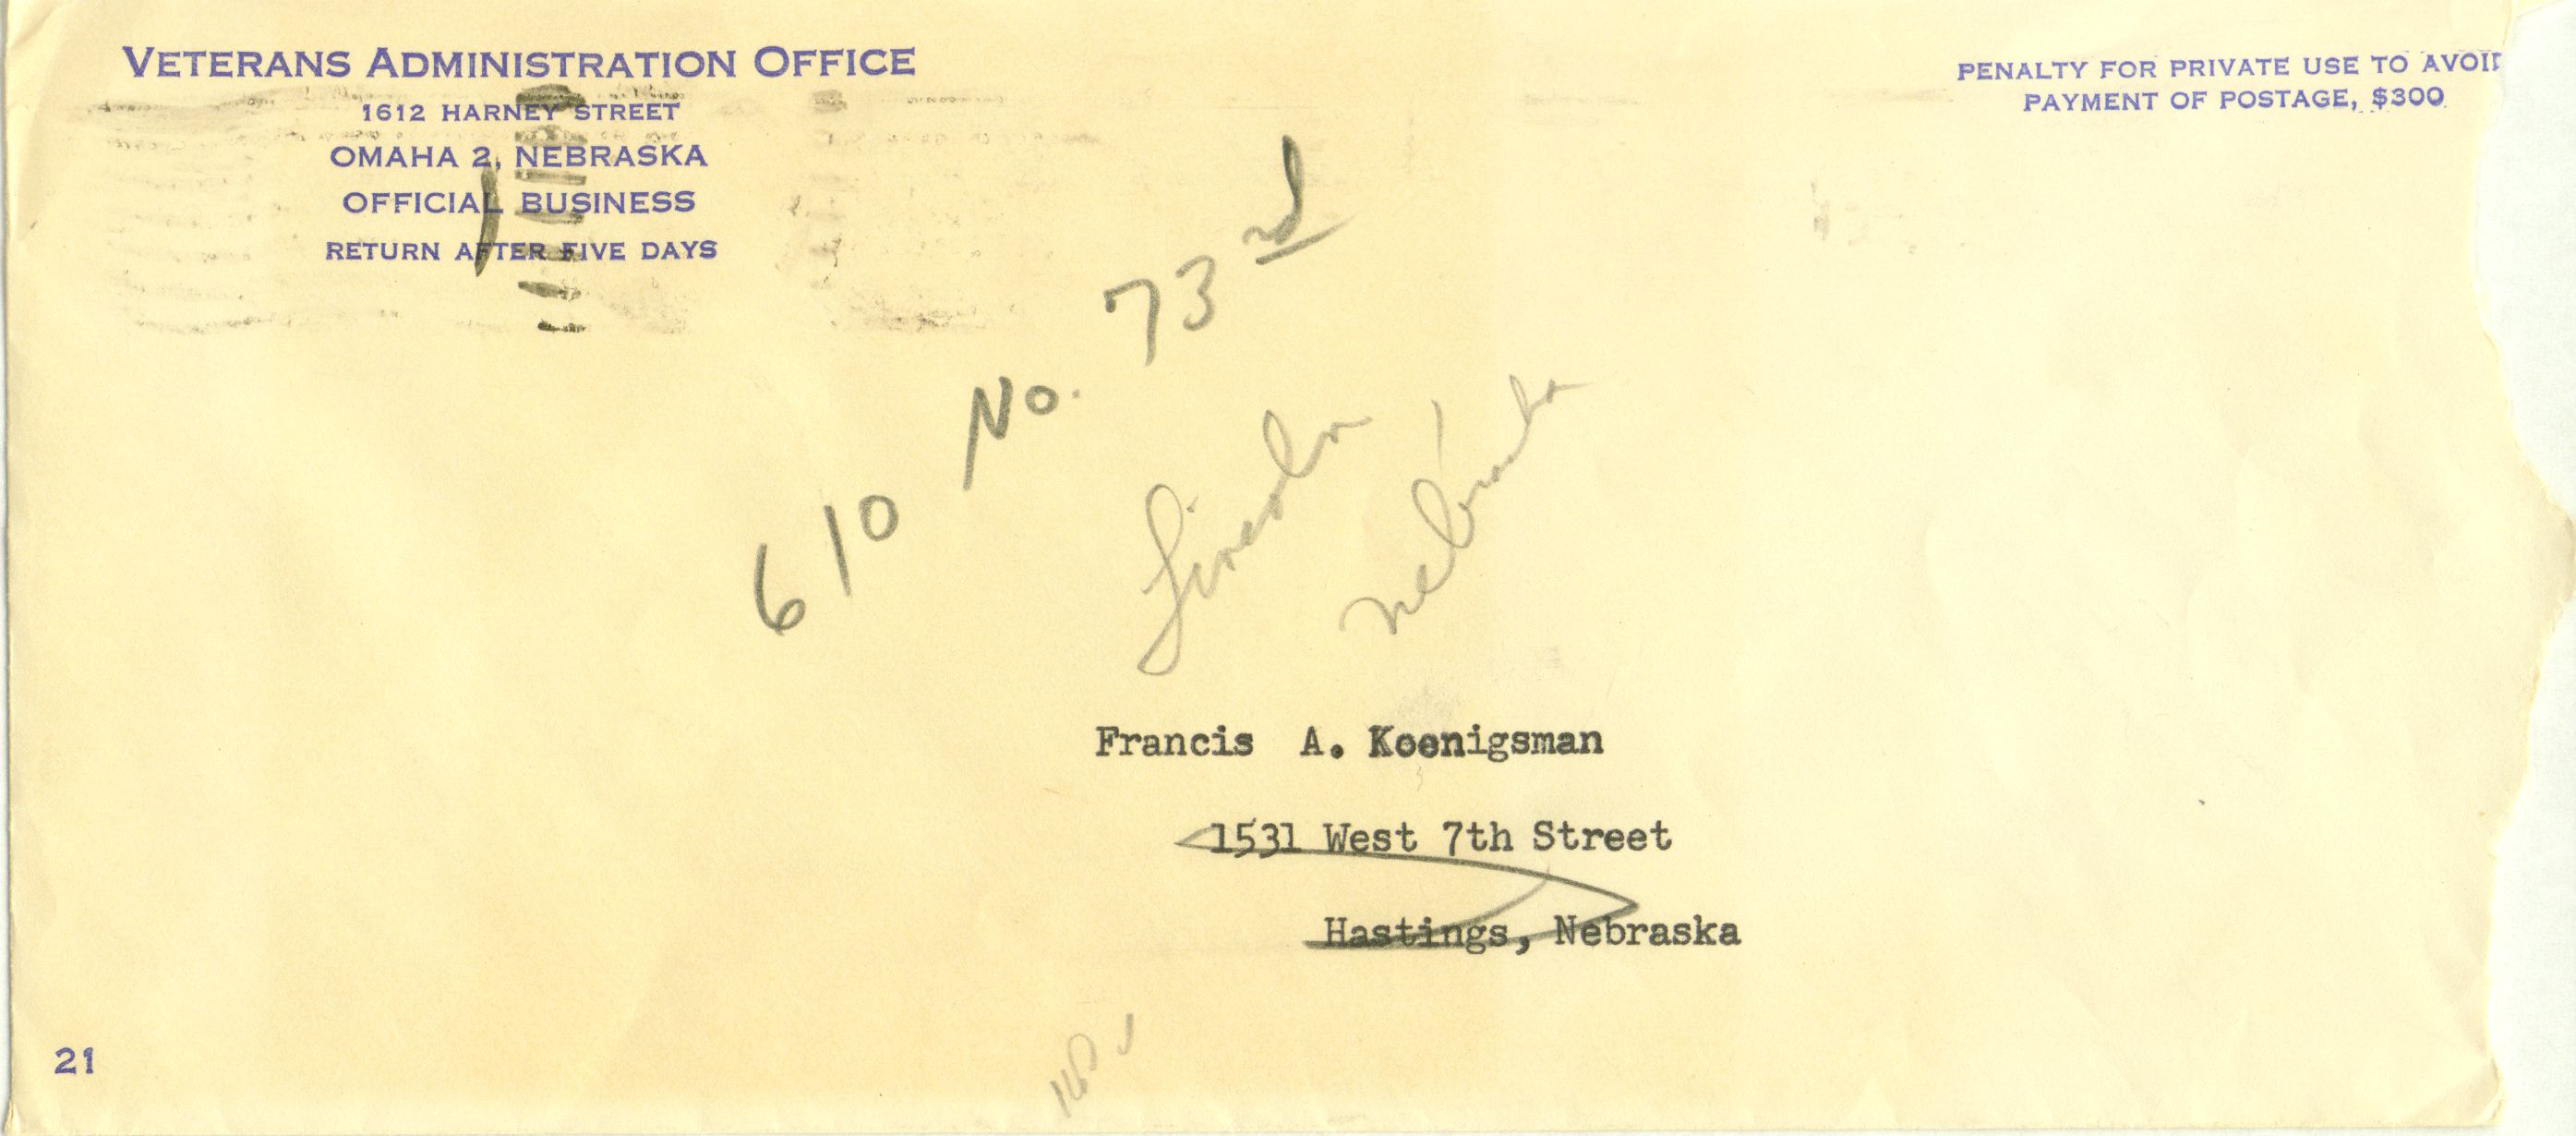 VETERANS ADMINISTRATION OFFICE
1612 HARNEY STREET
OMAHA 2, NEBRASKA
OFFICIAL BUSINESS
RETURN AFTER FIVE DAYS
PENALTY FOR PRIVATE USE TO AVOID
PAYMENT OF POSTAGE, $300
610 No. 73rd
Lincoln
Nebraska
Francis A. Koenigsman
1531 West 7th Street
Hastings, Nebraska
21